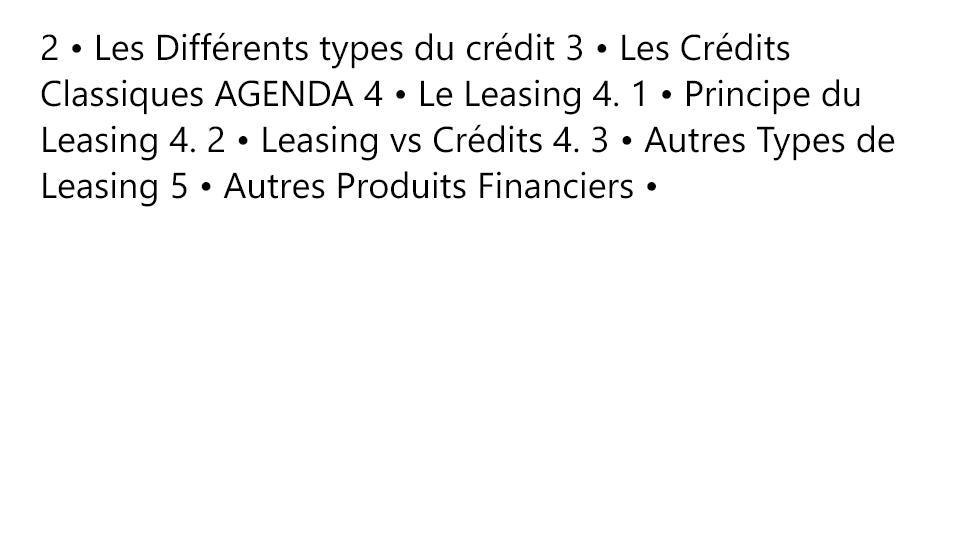 2 • Les Différents types du crédit 3 • Les Crédits
Classiques AGENDA 4 • Le Leasing 4. 1 • Principe du
Leasing 4. 2 • Leasing vs Crédits 4. 3 • Autres Types de
Leasing 5 • Autres Produits Financiers •